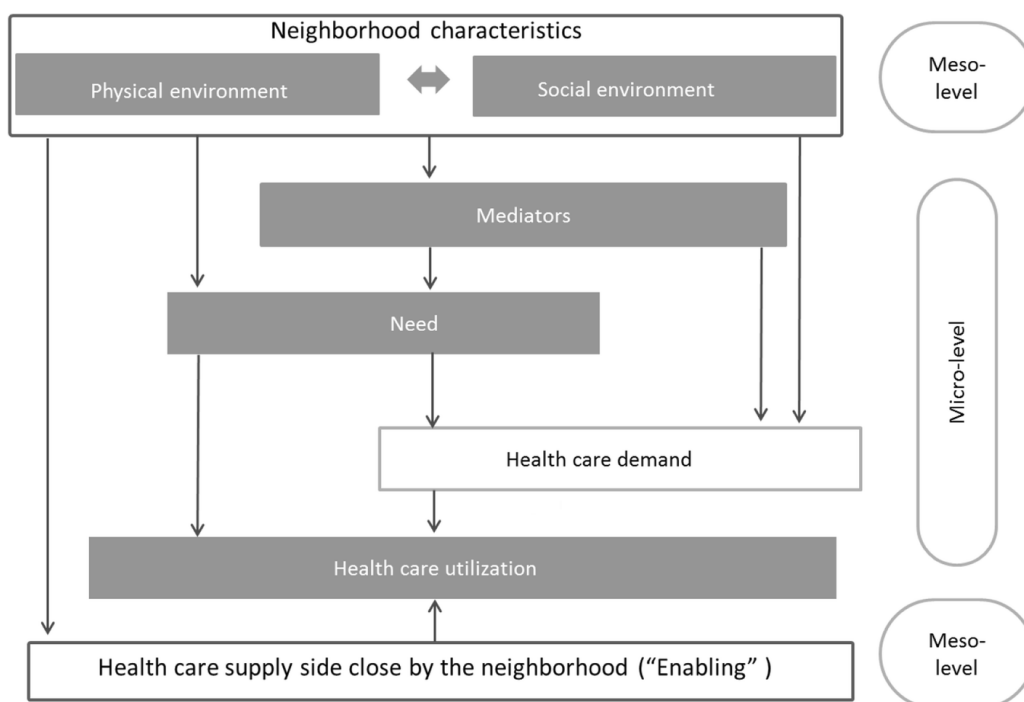 Neighborhood characteristics
Physical environment
Social environment
Meso-
level
Mediators
Need
Micro-level
Health care demand
Health care utilization
Health care supply side close by the neighborhood (“Enabling” )
Meso-
level